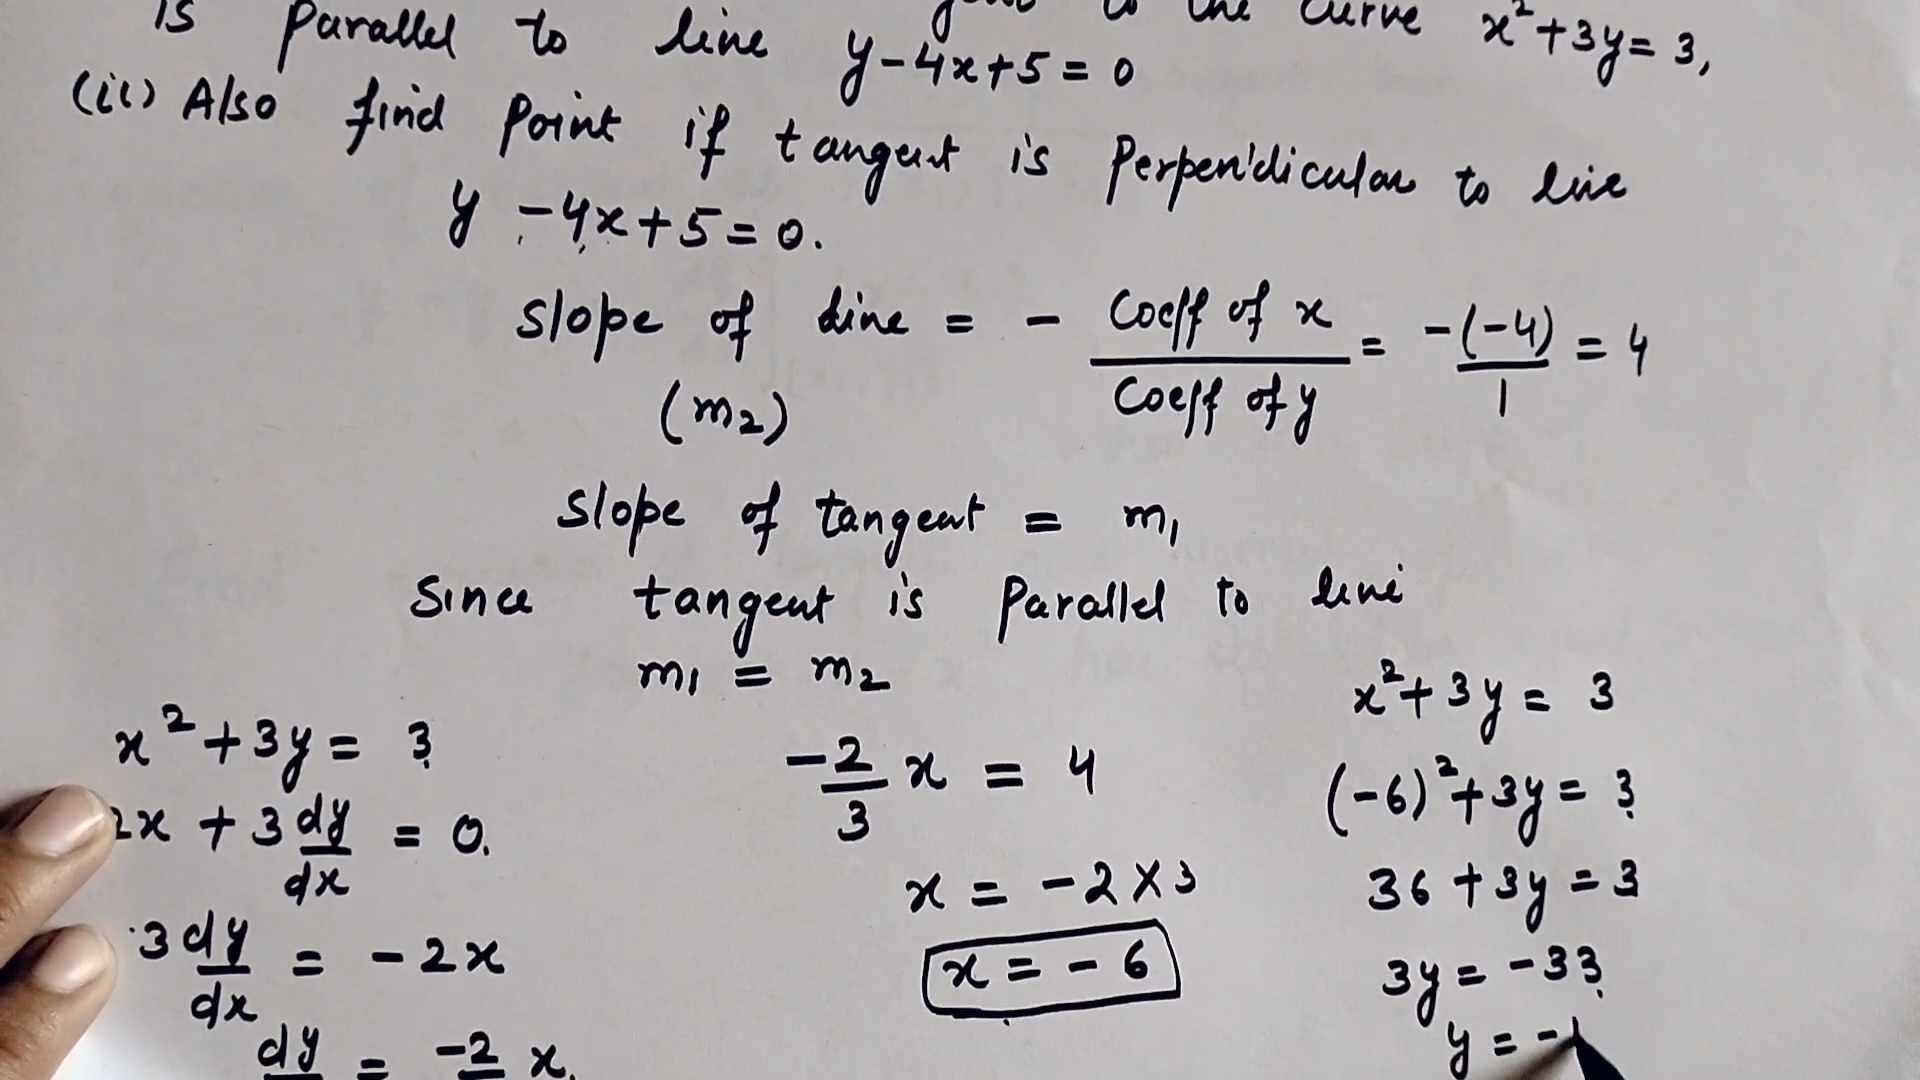 to the curve x²+3y=3,
is parallel to line y-4x+5=0
(ii) Also find point if tangent is Perpendicular to line
y -4x+5=0.
Slope of line = - Coeff of x / Coeff of y = -(-4)/1 = 4
(m₂)
Slope of tangent = m₁
Since tangent is Parallel to line
m₁ = m₂
x²+3y= 3
2x + 3 dy/dx = 0.
3 dy/dx = -2x
dy = -2 x.
-2/3 x = 4
x = -2×3
x = -6
x²+3y= 3
(-6)²+3y= 3
36+3y=3
3y= -33
y = -1